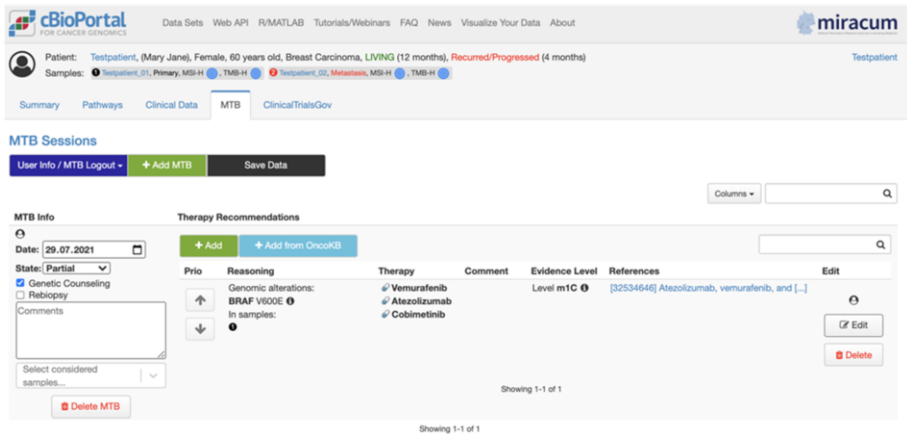 cBioPortal
FOR CANCER GENOMICS
Data Sets Web API R/MATLAB Tutorials/Webinars FAQ News Visualize Your Data About
miracum
Patient: Testpatient, (Mary Jane), Female, 60 years old, Breast Carcinoma, LIVING (12 months), Recurred/Progressed (4 months)
Testpatient
Samples: 1 Testpatient_01, Primary, MSI-H , TMB-H 2 Testpatient_02, Metastasis, MSI-H , TMB-H
Summary Pathways Clinical Data MTB ClinicalTrialsGov
MTB Sessions
User Info / MTB Logout + Add MTB Save Data
Columns
MTB Info Therapy Recommendations
Date: 29.07.2021
State: Partial
Genetic Counseling
Rebiopsy
Comments
Select considered
samples...
Delete MTB
+ Add + Add from OncoKB
Prio Reasoning Therapy Comment Evidence Level References Edit
Genomic alterations:
BRAF V600E
In samples:
1
Vemurafenib
Atezolizumab
Cobimetinib
Level m1C
[32534646] Atezolizumab, vemurafenib, and [...]
Edit
Delete
Showing 1-1 of 1
Showing 1-1 of 1